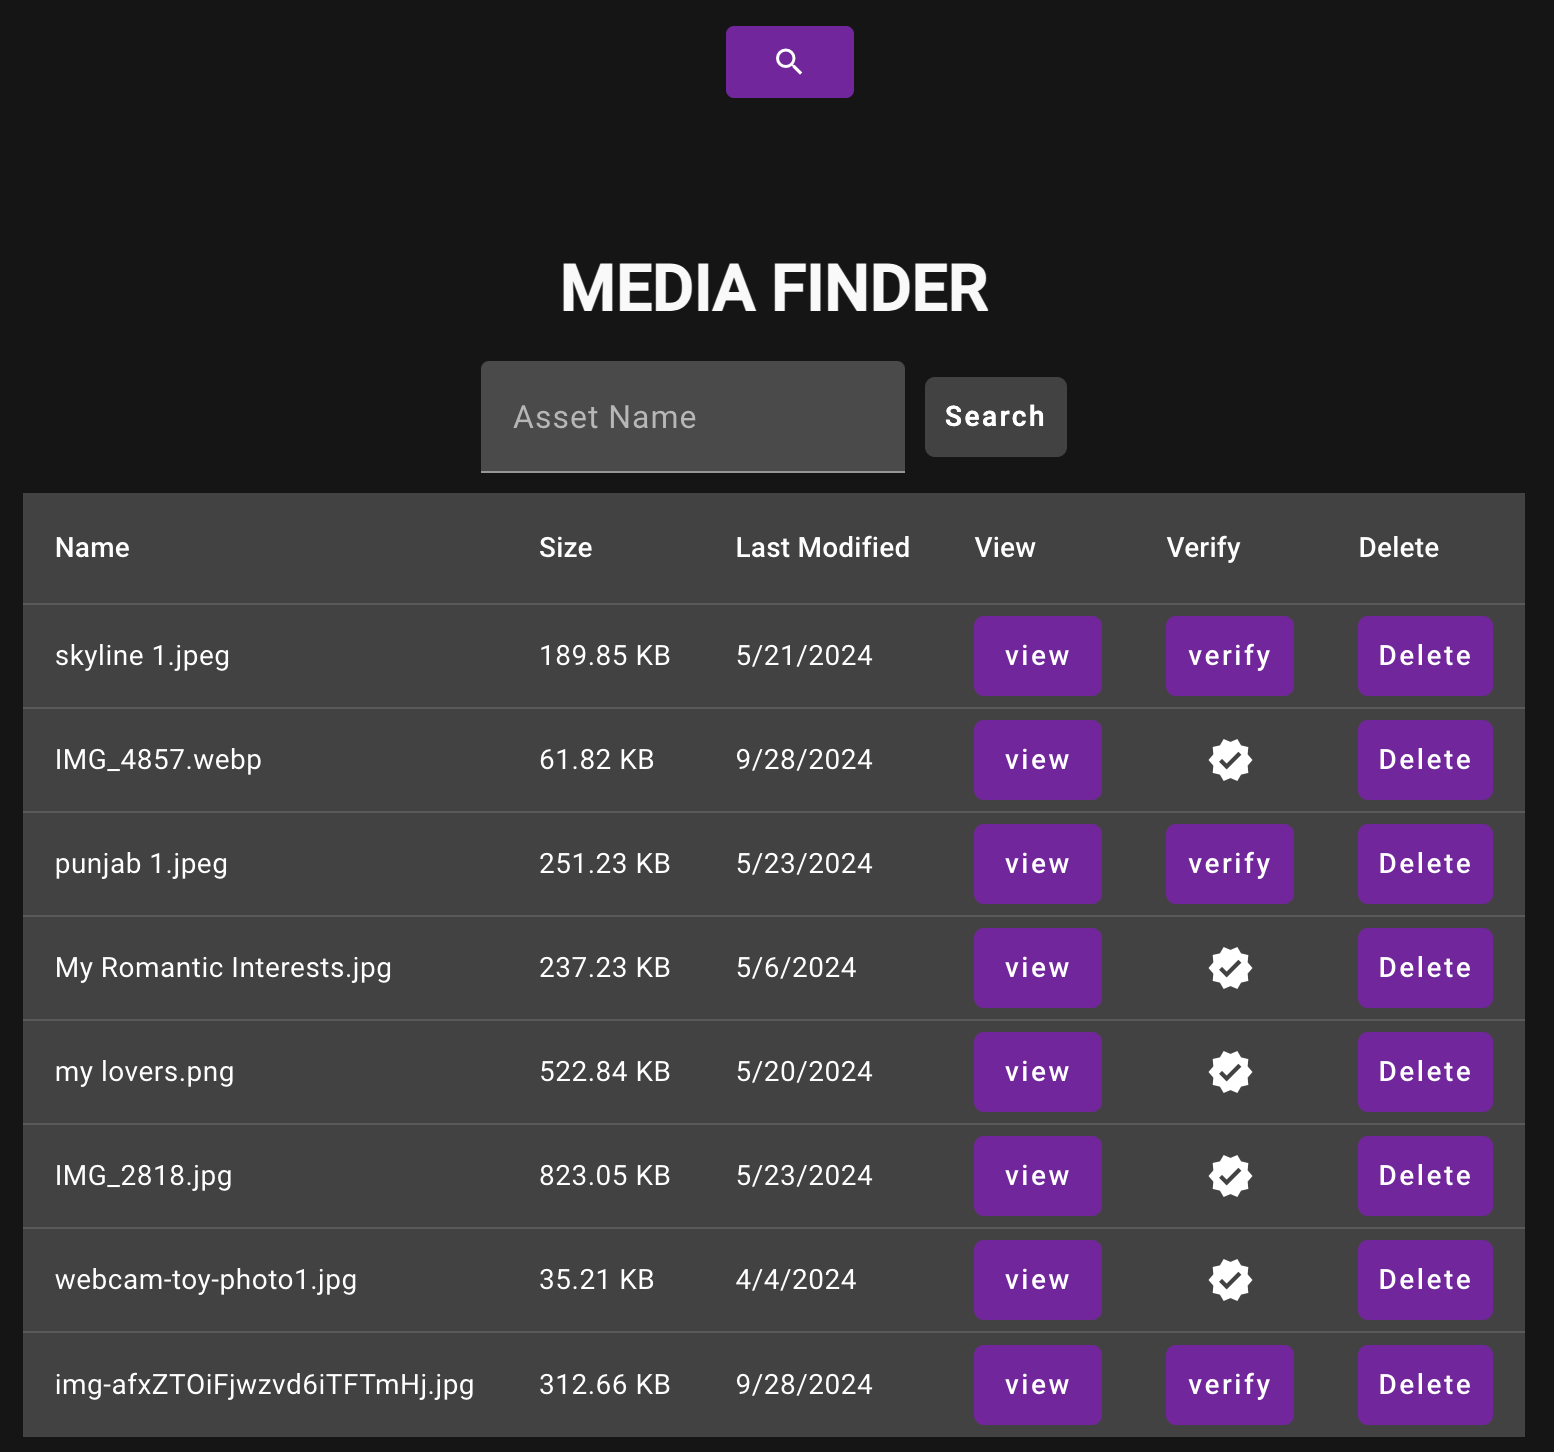 MEDIA FINDER
Asset Name Search
Name Size Last Modified View Verify Delete
skyline 1.jpeg 189.85 KB 5/21/2024 view verify Delete
IMG_4857.webp 61.82 KB 9/28/2024 view Delete
punjab 1.jpeg 251.23 KB 5/23/2024 view verify Delete
My Romantic Interests.jpg 237.23 KB 5/6/2024 view Delete
my lovers.png 522.84 KB 5/20/2024 view Delete
IMG_2818.jpg 823.05 KB 5/23/2024 view Delete
webcam-toy-photo1.jpg 35.21 KB 4/4/2024 view Delete
img-afxZTOiFjwzvd6iTFTmHj.jpg 312.66 KB 9/28/2024 view verify Delete